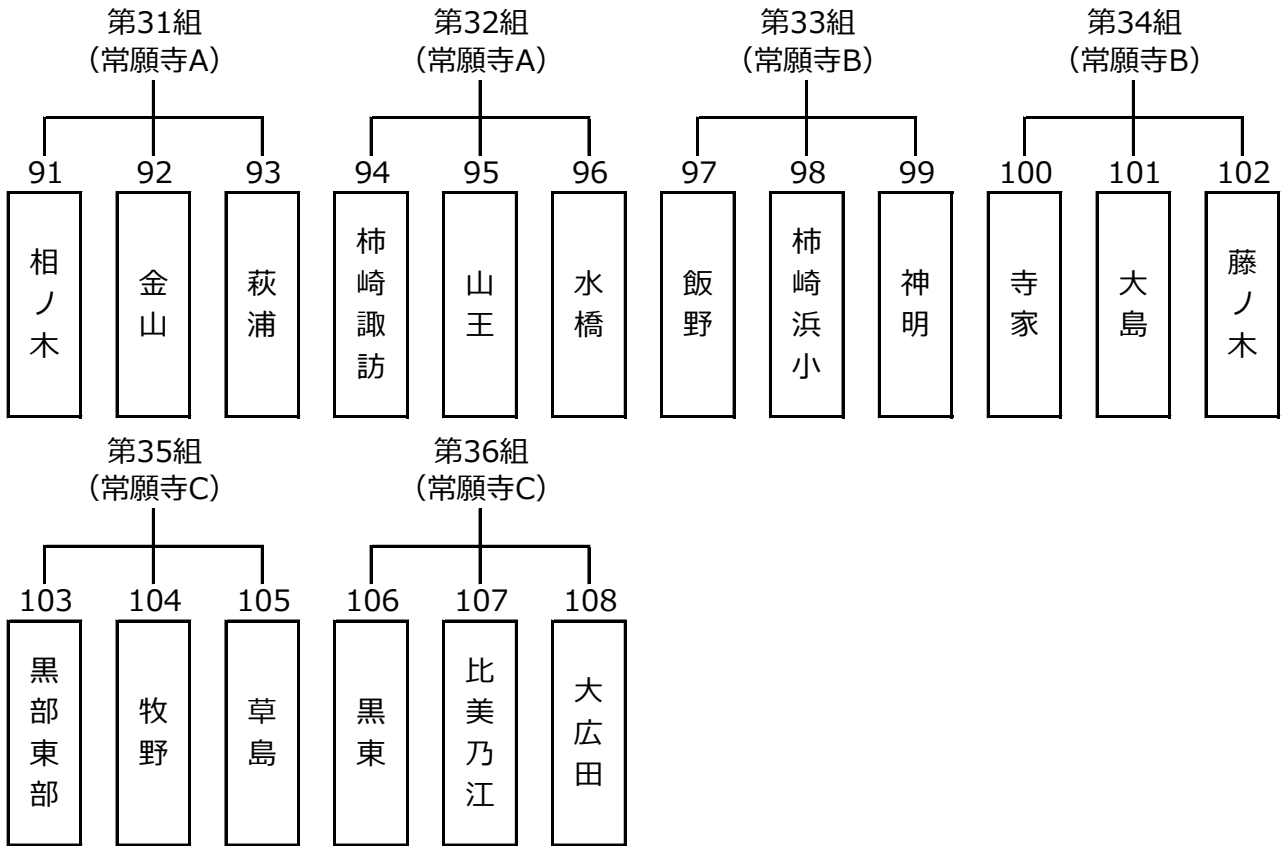 第31組
（常願寺A）
第32組
（常願寺A）
第33組
（常願寺B）
第34組
（常願寺B）
91
92
93
94
95
96
97
98
99
100
101
102
相ノ木
金山
萩浦
柿崎諏訪
山王
水橋
飯野
柿崎浜小
神明
寺家
大島
藤ノ木
第35組
（常願寺C）
第36組
（常願寺C）
103
104
105
106
107
108
黒部東部
牧野
草島
黒東
比美乃江
大広田